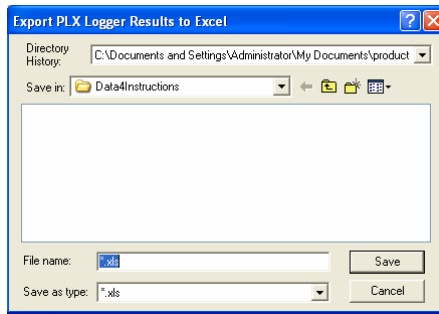 Export PLX Logger Results to Excel
Directory History: C:\Documents and Settings\Administrator\My Documents\product
Save in: Data4Instructions
File name: *.xls Save
Save as type: *.xls Cancel